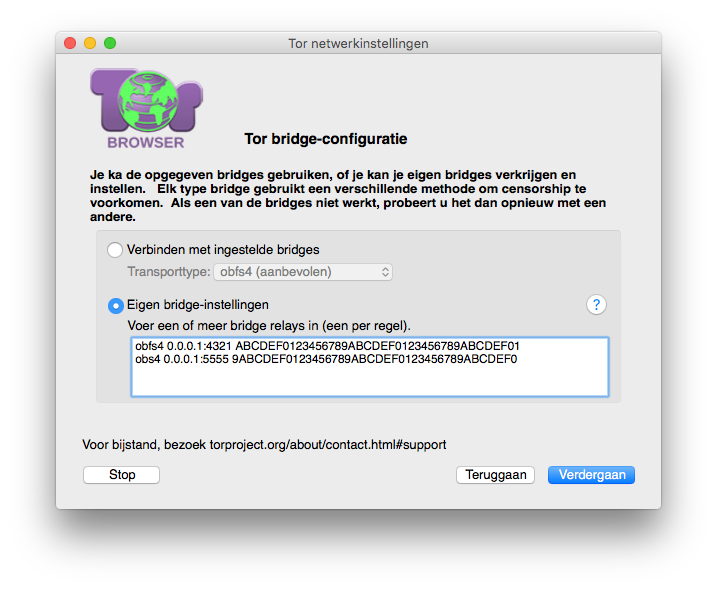 Tor netwerkinstellingen
Tor
BROWSER
Tor bridge-configuratie
Je ka de opgegeven bridges gebruiken, of je kan je eigen bridges verkrijgen en
instellen. Elk type bridge gebruikt een verschillende methode om censorship te
voorkomen. Als een van de bridges niet werkt, probeert u het dan opnieuw met een
andere.
Verbinden met ingestelde bridges
Transporttype: obfs4 (aanbevolen)
Eigen bridge-instellingen
?
Voer een of meer bridge relays in (een per regel).
obfs4 0.0.0.1:4321 ABCDEF0123456789ABCDEF0123456789ABCDEF01
obs4 0.0.0.1:5555 9ABCDEF0123456789ABCDEF0123456789ABCDEF0
Voor bijstand, bezoek torproject.org/about/contact.html#support
Stop
Teruggaan
Verdergaan